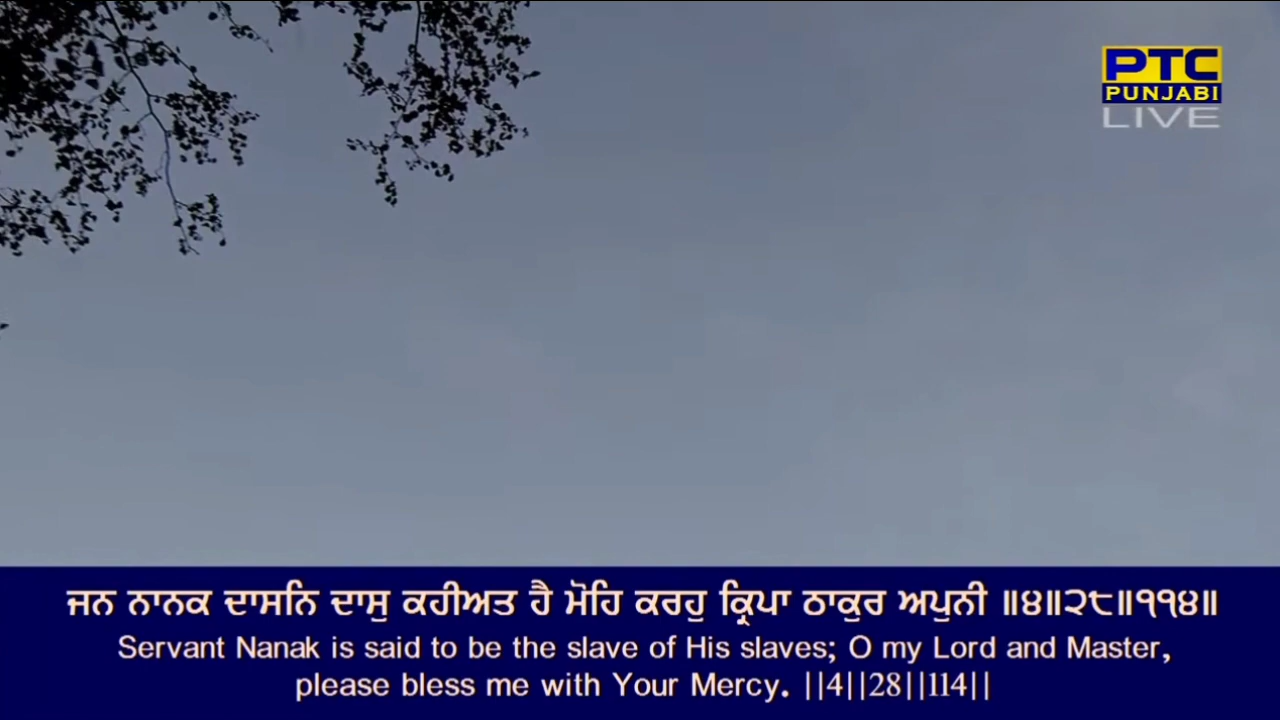 PTC
PUNJABI
LIVE
ਜਨ ਨਾਨਕ ਦਾਸਨਿ ਦਾਸੁ ਕਹੀਅਤ ਹੈ ਮੋਹਿ ਕਰਹੁ ਕ੍ਰਿਪਾ ਠਾਕੁਰ ਅਪੁਨੀ ॥੪॥੨੮॥੧੧੪॥
Servant Nanak is said to be the slave of His slaves; O my Lord and Master,
please bless me with Your Mercy. ||4||28||114||